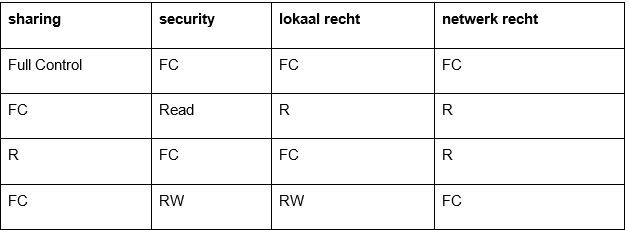 sharing security lokaal recht netwerk recht
Full Control FC FC FC
FC Read R R
R FC FC R
FC RW RW FC